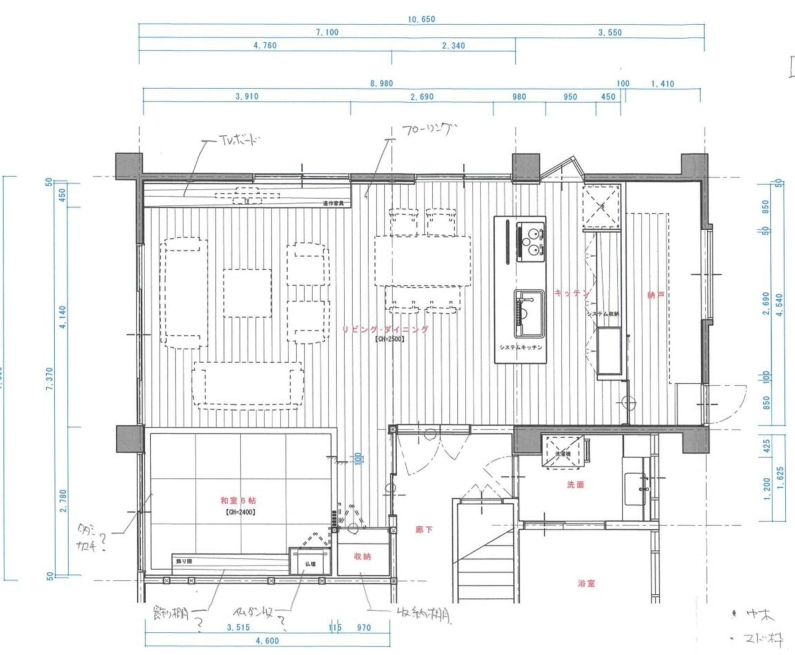 10,650
7,100 3,550
4,760 2,340
8,980 100 1,410
3,910 2,690 980 950 450
TVボード
フローリング
50
450
4,140
7,370
2,780
50
TV
造作家具
リビング・ダイニング
【CH=2500】
システムキッチン
キッチン
システム収納
納戸
50
850
50
2,690
4,540
100
850
425
1,200
1,625
100
洗濯機
洗面
廊下
浴室
和室6帖
【CH=2400】
飾り棚
仏壇
収納
タタミ
?
飾り棚
?
仏ダン収
?
収納棚
3,515 115 970
4,600
・巾木
・マド枠